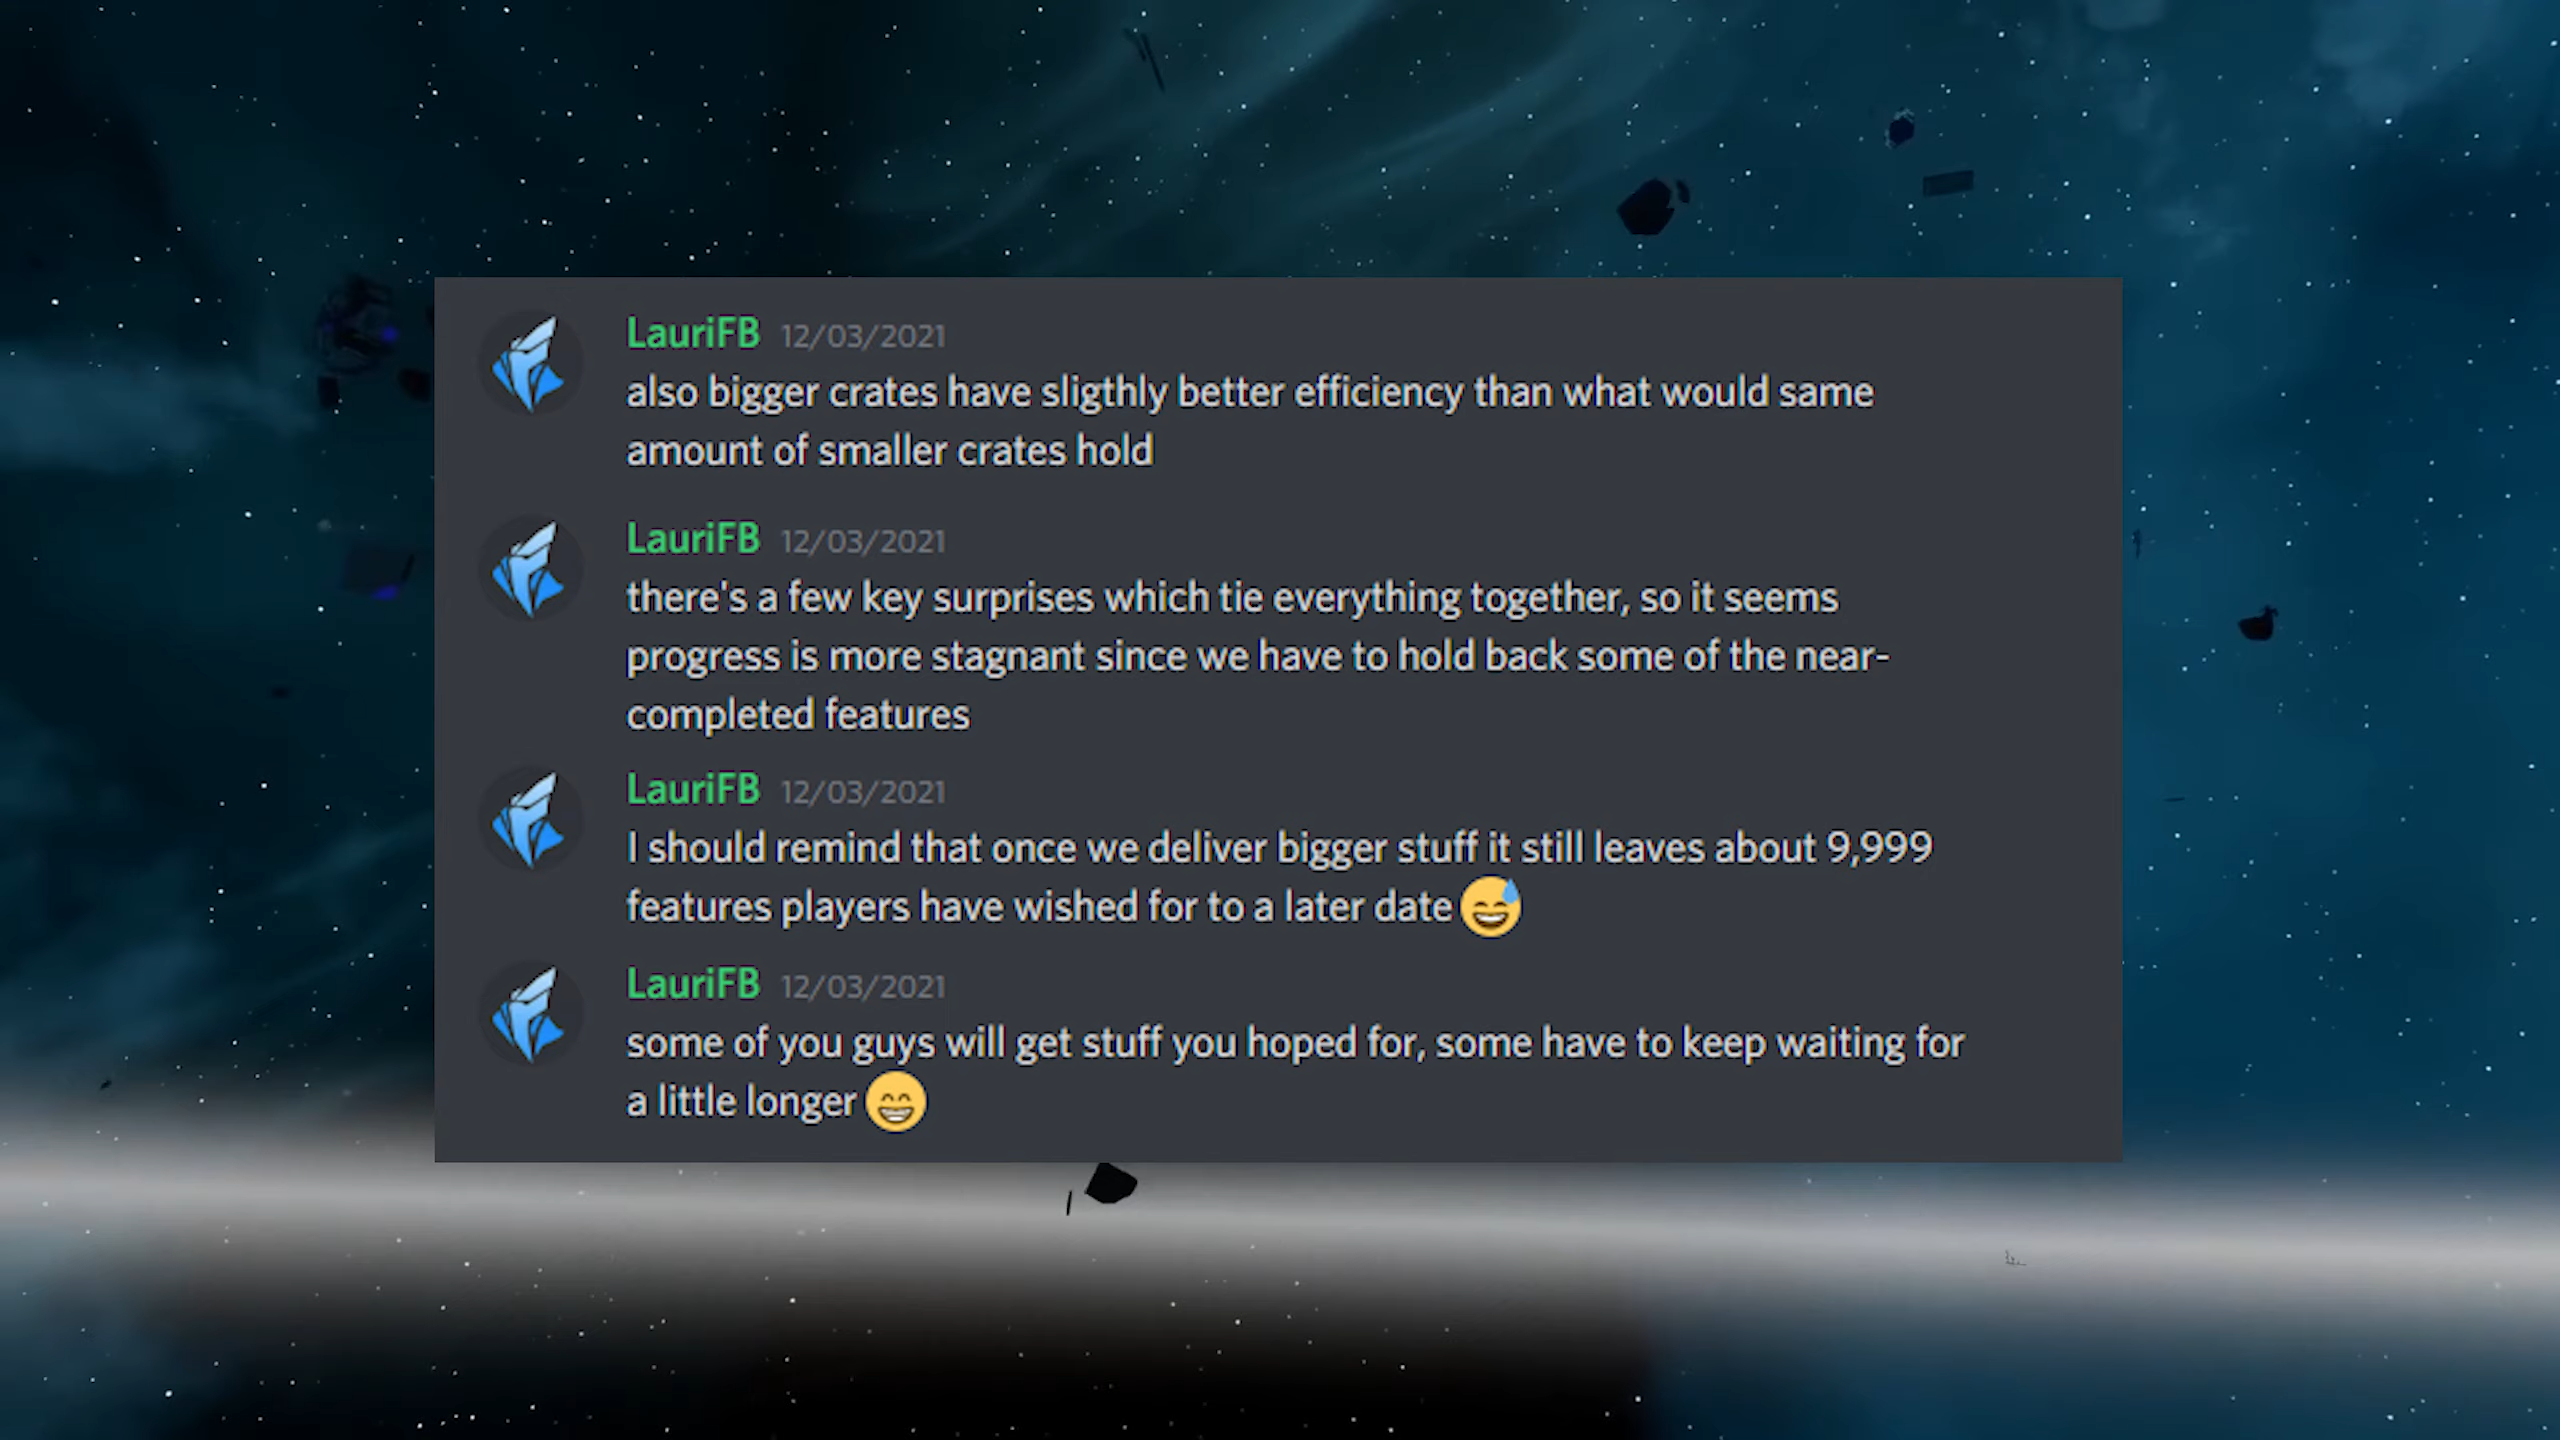 LauriFB 12/03/2021
also bigger crates have sligthly better efficiency than what would same
amount of smaller crates hold
LauriFB 12/03/2021
there's a few key surprises which tie everything together, so it seems
progress is more stagnant since we have to hold back some of the near-
completed features
LauriFB 12/03/2021
I should remind that once we deliver bigger stuff it still leaves about 9,999
features players have wished for to a later date 😅
LauriFB 12/03/2021
some of you guys will get stuff you hoped for, some have to keep waiting for
a little longer 😁